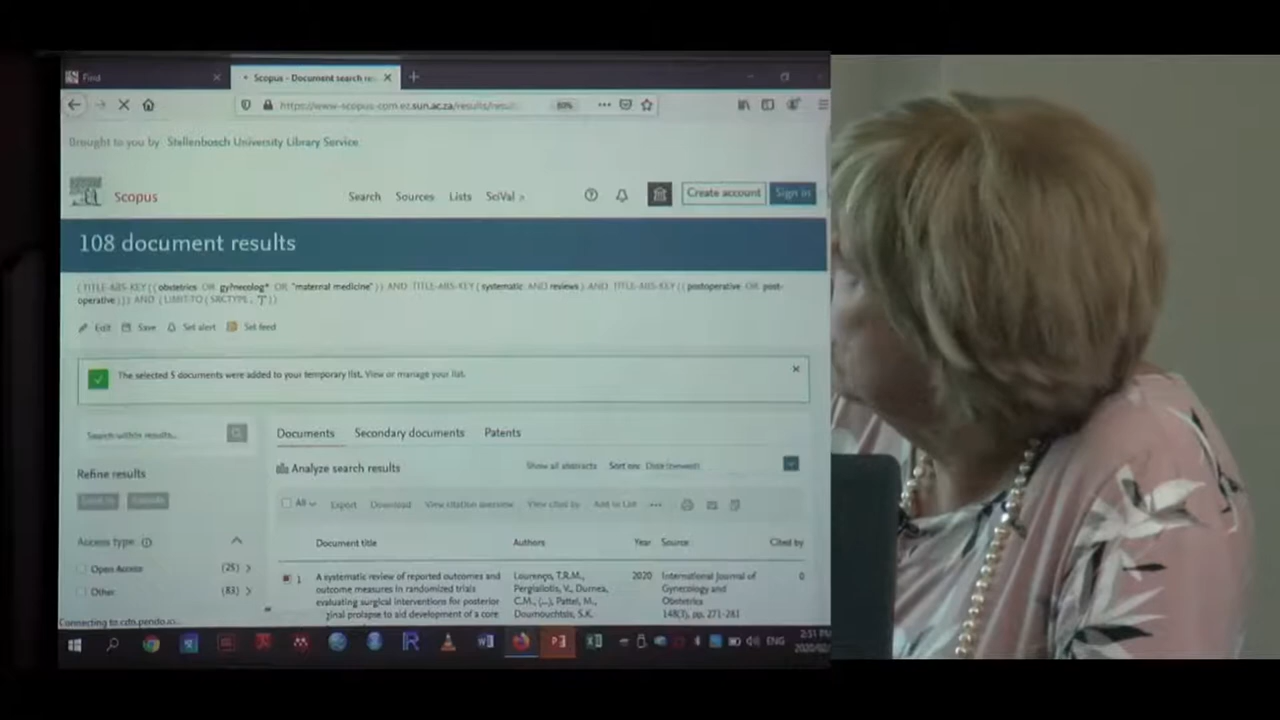 Find
Scopus - Document search re
https://www-scopus-com.ez.sun.ac.za/results/result
80%
Brought to you by Stellenbosch University Library Service
Scopus
Search Sources Lists SciVal >
Create account Sign in
108 document results
( TITLE-ABS-KEY ( ( obstetrics OR gynecolog* OR "maternal medicine" ) ) AND TITLE-ABS-KEY ( systematic AND reviews ) AND TITLE-ABS-KEY ( ( postoperative OR post-
operative ) ) ) AND ( LIMIT-TO ( SRCTYPE ,
Edit Save Set alert Set feed
The selected 5 documents were added to your temporary list. View or manage your list.
Search within results...
Documents Secondary documents Patents
Refine results
Analyze search results
Show all abstracts Sort on: Date (newest)
All Export Download View citation overview View cited by Add to List ...
Access type
Document title Authors Year Source Cited by
Open Access (25) >
Other (83) >
1 A systematic review of reported outcomes and Lourenço, T.R.M., 2020 International Journal of 0
outcome measures in randomized trials Pergialiotis, V., Durnea, Gynecology and
evaluating surgical interventions for posterior C.M., (...), Pattel, M., Obstetrics
ginal prolapse to aid development of a core Doumouchtsis, S.K. 148(3), pp. 271-281
Connecting to cdn.pendo.io
ENG
2:51 PM